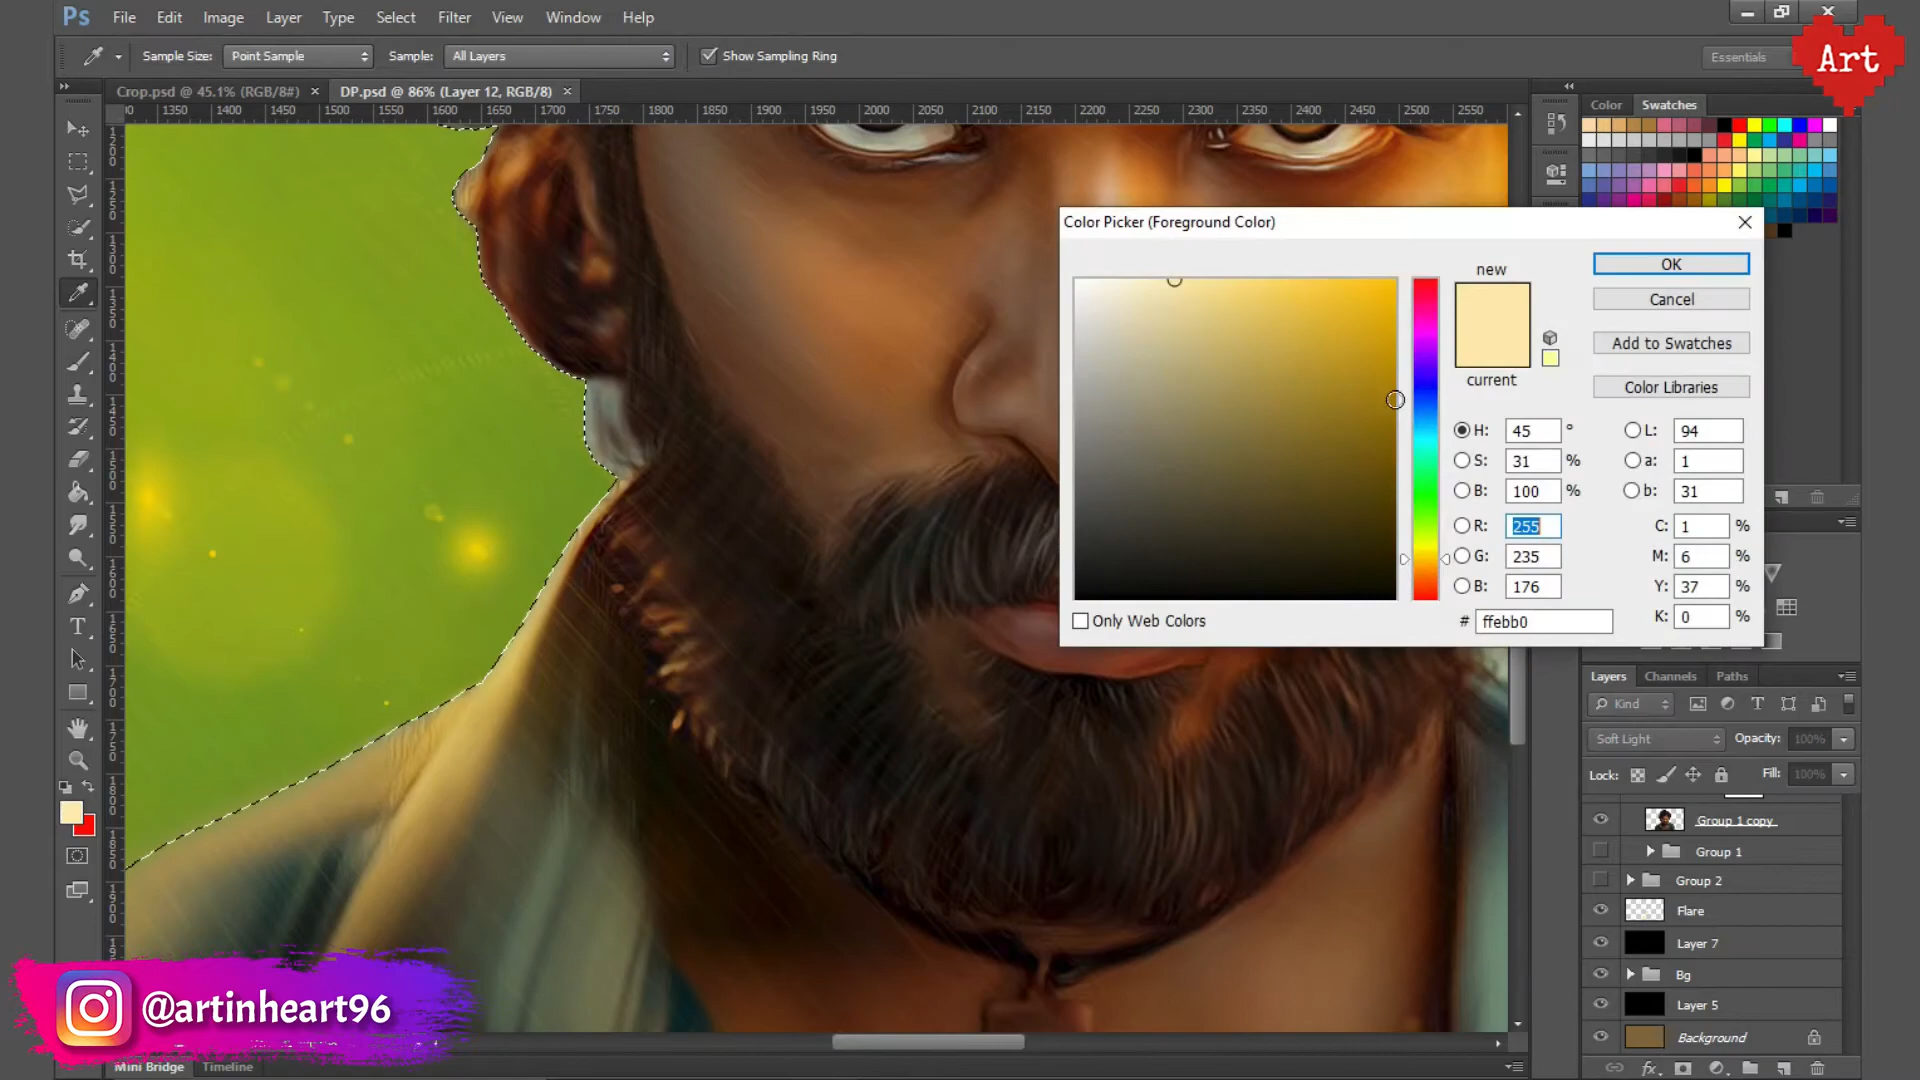 Ps File Edit Image Layer Type Select Filter View Window Help
Sample Size: Point Sample Sample: All Layers Show Sampling Ring Essentials
Art
Crop.psd @ 45.1% (RGB/8#) × DP.psd @ 86% (Layer 12, RGB/8) ×
1350 1400 1450 1500 1550 1600 1650 1700 1750 1800 1850 1900 1950 2000 2050 2100 2150 2200 2250 2300 2350 2400 2450 2500 2550
Color Swatches
Color Picker (Foreground Color)
new
OK
Cancel
Add to Swatches
current
Color Libraries
H: 45 ° L: 94
S: 31 % a: 1
B: 100 % b: 31
R: 255 C: 1 %
G: 235 M: 6 %
B: 176 Y: 37 %
# ffebb0 K: 0 %
Only Web Colors
Layers Channels Paths
Kind
Soft Light Opacity: 100%
Lock: Fill: 100%
Group 1 copy
Group 1
Group 2
Flare
Layer 7
Bg
Layer 5
Background
@artinheart96
Mini Bridge Timeline